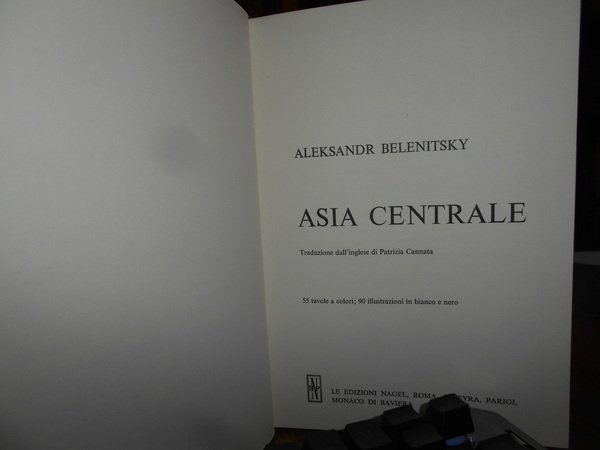 ALEKSANDR BELENITSKY
ASIA CENTRALE
Traduzione dall'inglese di Patrizia Cannata
55 tavole a colori; 90 illustrazioni in bianco e nero
LE EDIZIONI NAGEL, ROMA, PARIGI,
MONACO DI BAVIERA